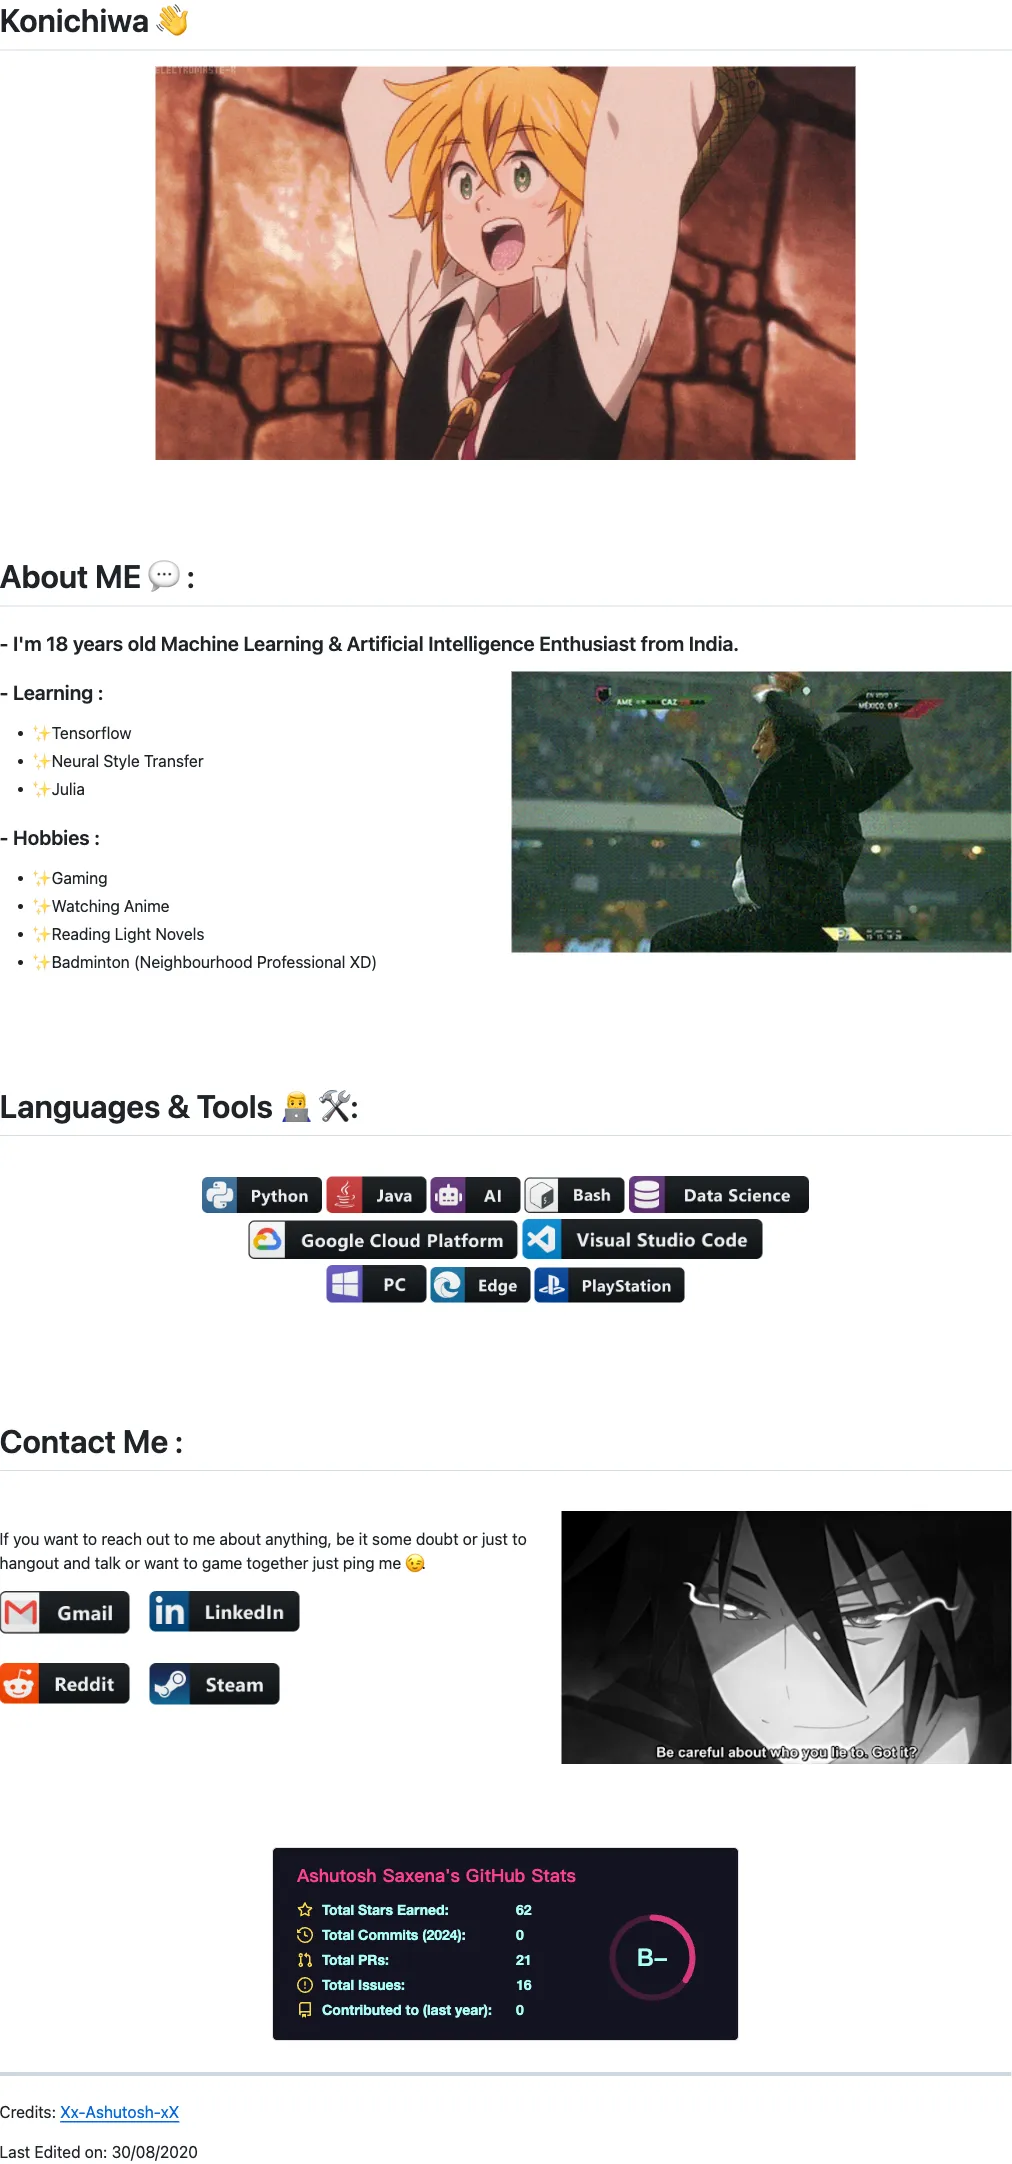 Konichiwa 👋
ELECTROMASTE-R
About ME 💬 :
- I'm 18 years old Machine Learning & Artificial Intelligence Enthusiast from India.
- Learning :
• ✨Tensorflow
• ✨Neural Style Transfer
• ✨Julia
- Hobbies :
• ✨Gaming
• ✨Watching Anime
• ✨Reading Light Novels
• ✨Badminton (Neighbourhood Professional XD)
AME
CAZ
EN VIVO
MÉXICO, D.F.
Languages & Tools 👨‍💻 🛠:
Python Java AI Bash Data Science
Google Cloud Platform Visual Studio Code
PC Edge PlayStation
Contact Me :
If you want to reach out to me about anything, be it some doubt or just to
hangout and talk or want to game together just ping me 😉.
Gmail LinkedIn
Reddit Steam
Be careful about who you lie to. Got it?
Ashutosh Saxena's GitHub Stats
Total Stars Earned: 62
Total Commits (2024): 0
Total PRs: 21
Total Issues: 16
Contributed to (last year): 0
B-
Credits: Xx-Ashutosh-xX
Last Edited on: 30/08/2020